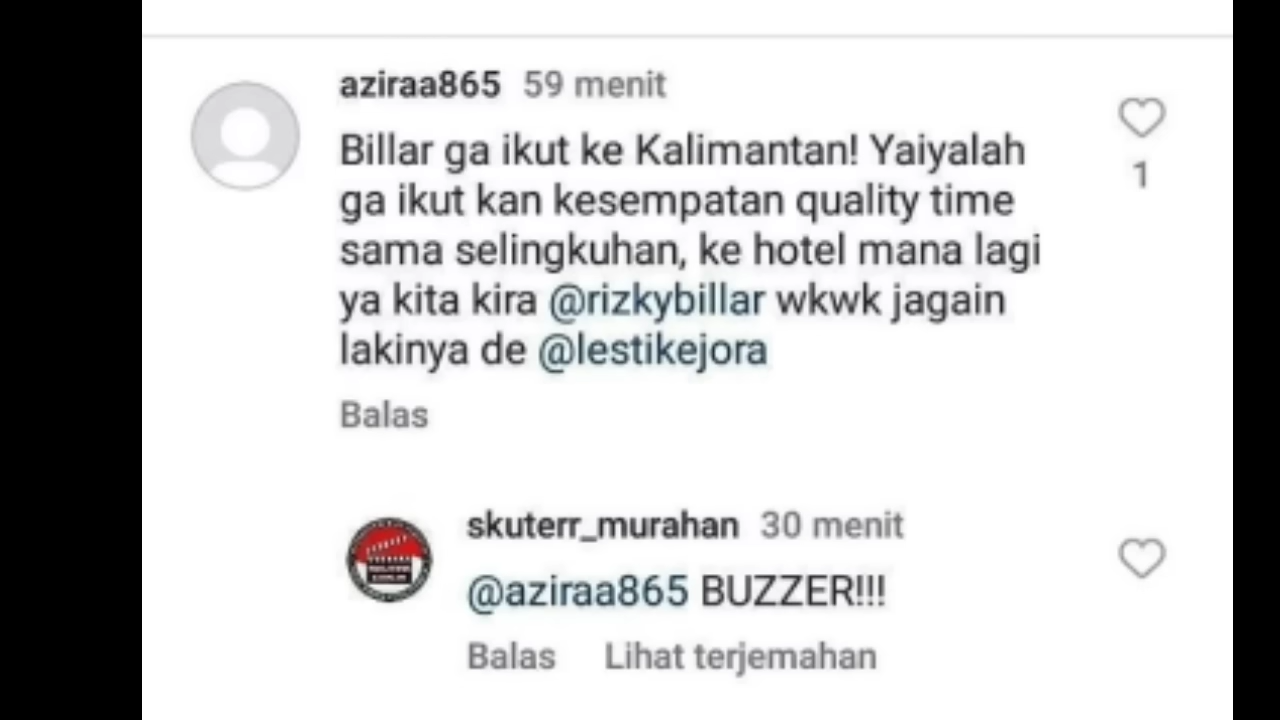 aziraa865 59 menit
Billar ga ikut ke Kalimantan! Yaiyalah
ga ikut kan kesempatan quality time
sama selingkuhan, ke hotel mana lagi
ya kita kira @rizkybillar wkwk jagain
lakinya de @lestikejora
1
Balas
skuterr_murahan 30 menit
@aziraa865 BUZZER!!!
Balas Lihat terjemahan